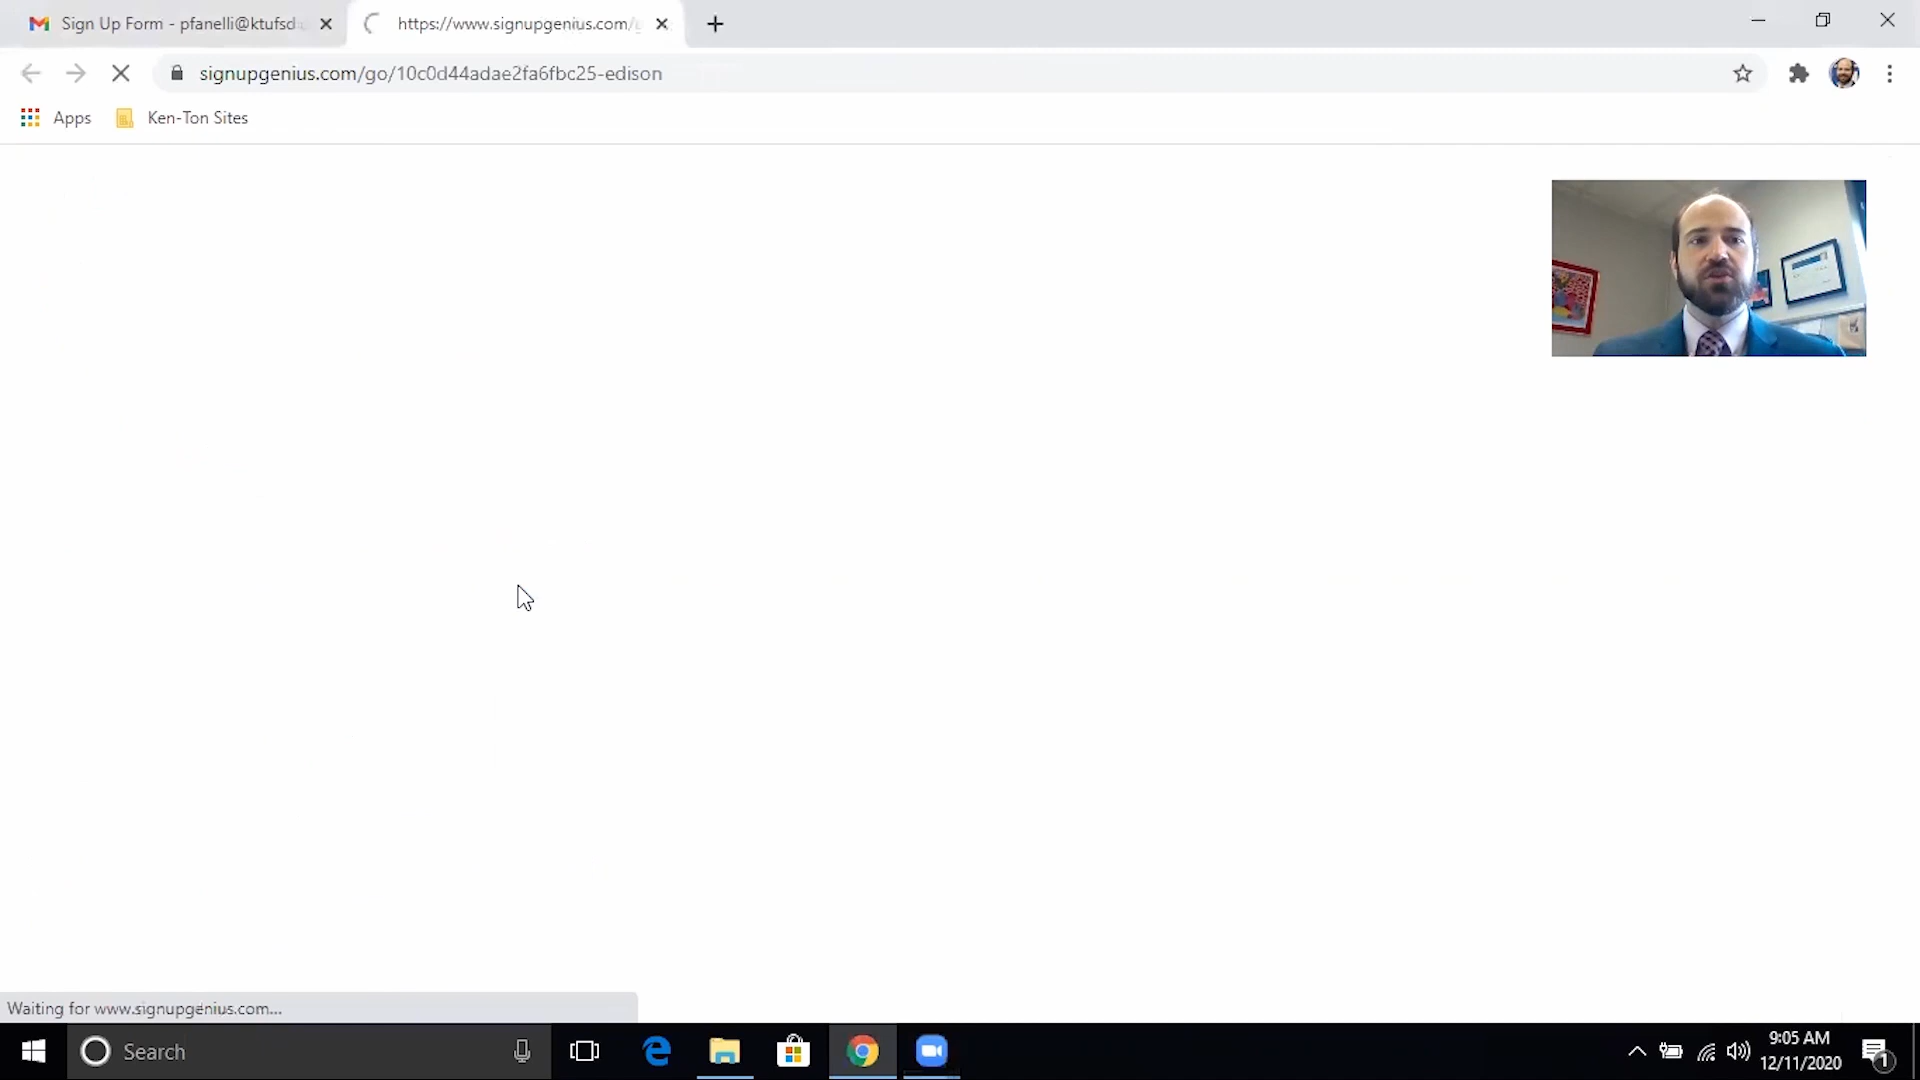 Sign Up Form - pfanelli@ktufsd
https://www.signupgenius.com/
signupgenius.com/go/10c0d44adae2fa6fbc25-edison
Apps
Ken-Ton Sites
Waiting for www.signupgenius.com...
Search
9:05 AM
12/11/2020
1